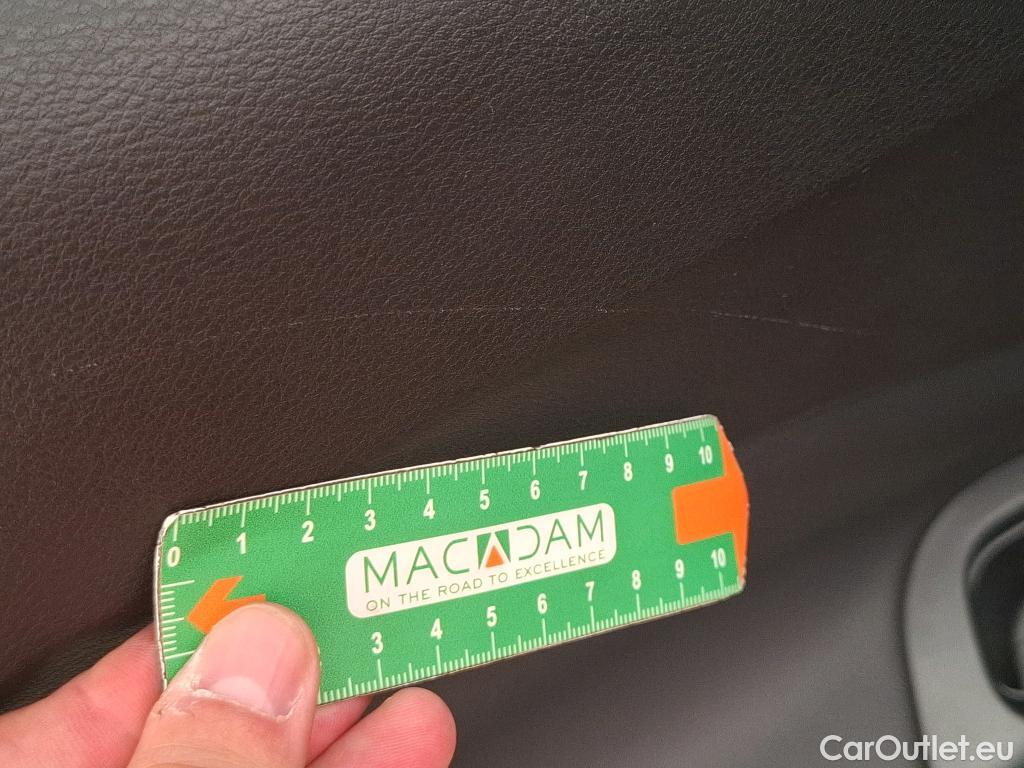 0 1 2 3 4 5 6 7 8 9 10
MACADAM
ON THE ROAD TO EXCELLENCE
3 4 5 6 7 8 9 10
CarOutlet.eu